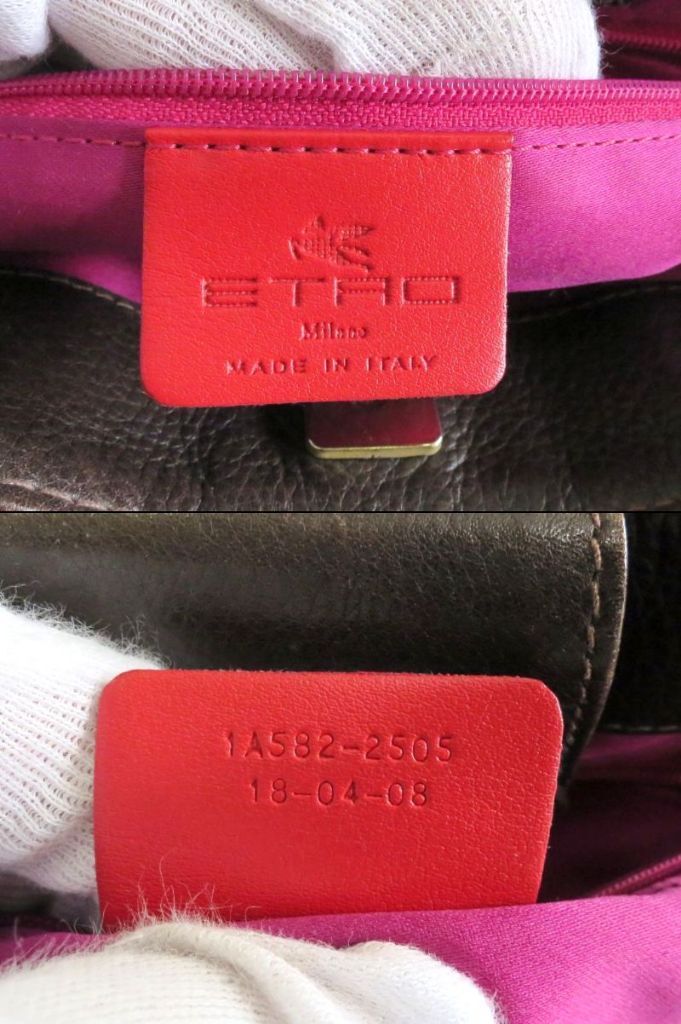 ETRO
Milano
MADE IN ITALY
1A582-2505
18-04-08